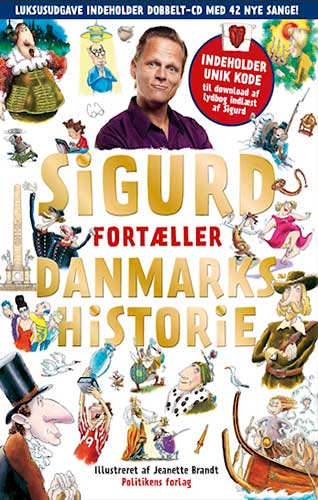 LUKSUSUDGAVE INDEHOLDER DOBBELT-CD MED 42 NYE SANGE!
INDEHOLDER
UNIK KODE
til download af
lydbog indlæst
af Sigurd
SiGURD
FORTÆLLER
DANMARKS
HiSTORiE
Illustreret af Jeanette Brandt
Politikens forlag